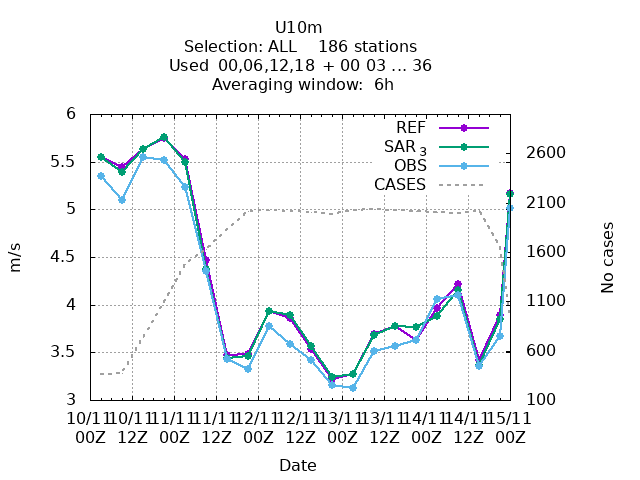 U10m
Selection: ALL    186 stations
Used  00,06,12,18 + 00 03 ... 36
Averaging window:  6h
REF
SAR 3
OBS
CASES
6
5.5
5
4.5
4
3.5
3
2600
2100
1600
1100
600
100
m/s
No cases
10/11 10/11 11/11 11/11 12/11 12/11 13/11 13/11 14/11 14/11 15/11
00Z 12Z 00Z 12Z 00Z 12Z 00Z 12Z 00Z 12Z 00Z
Date